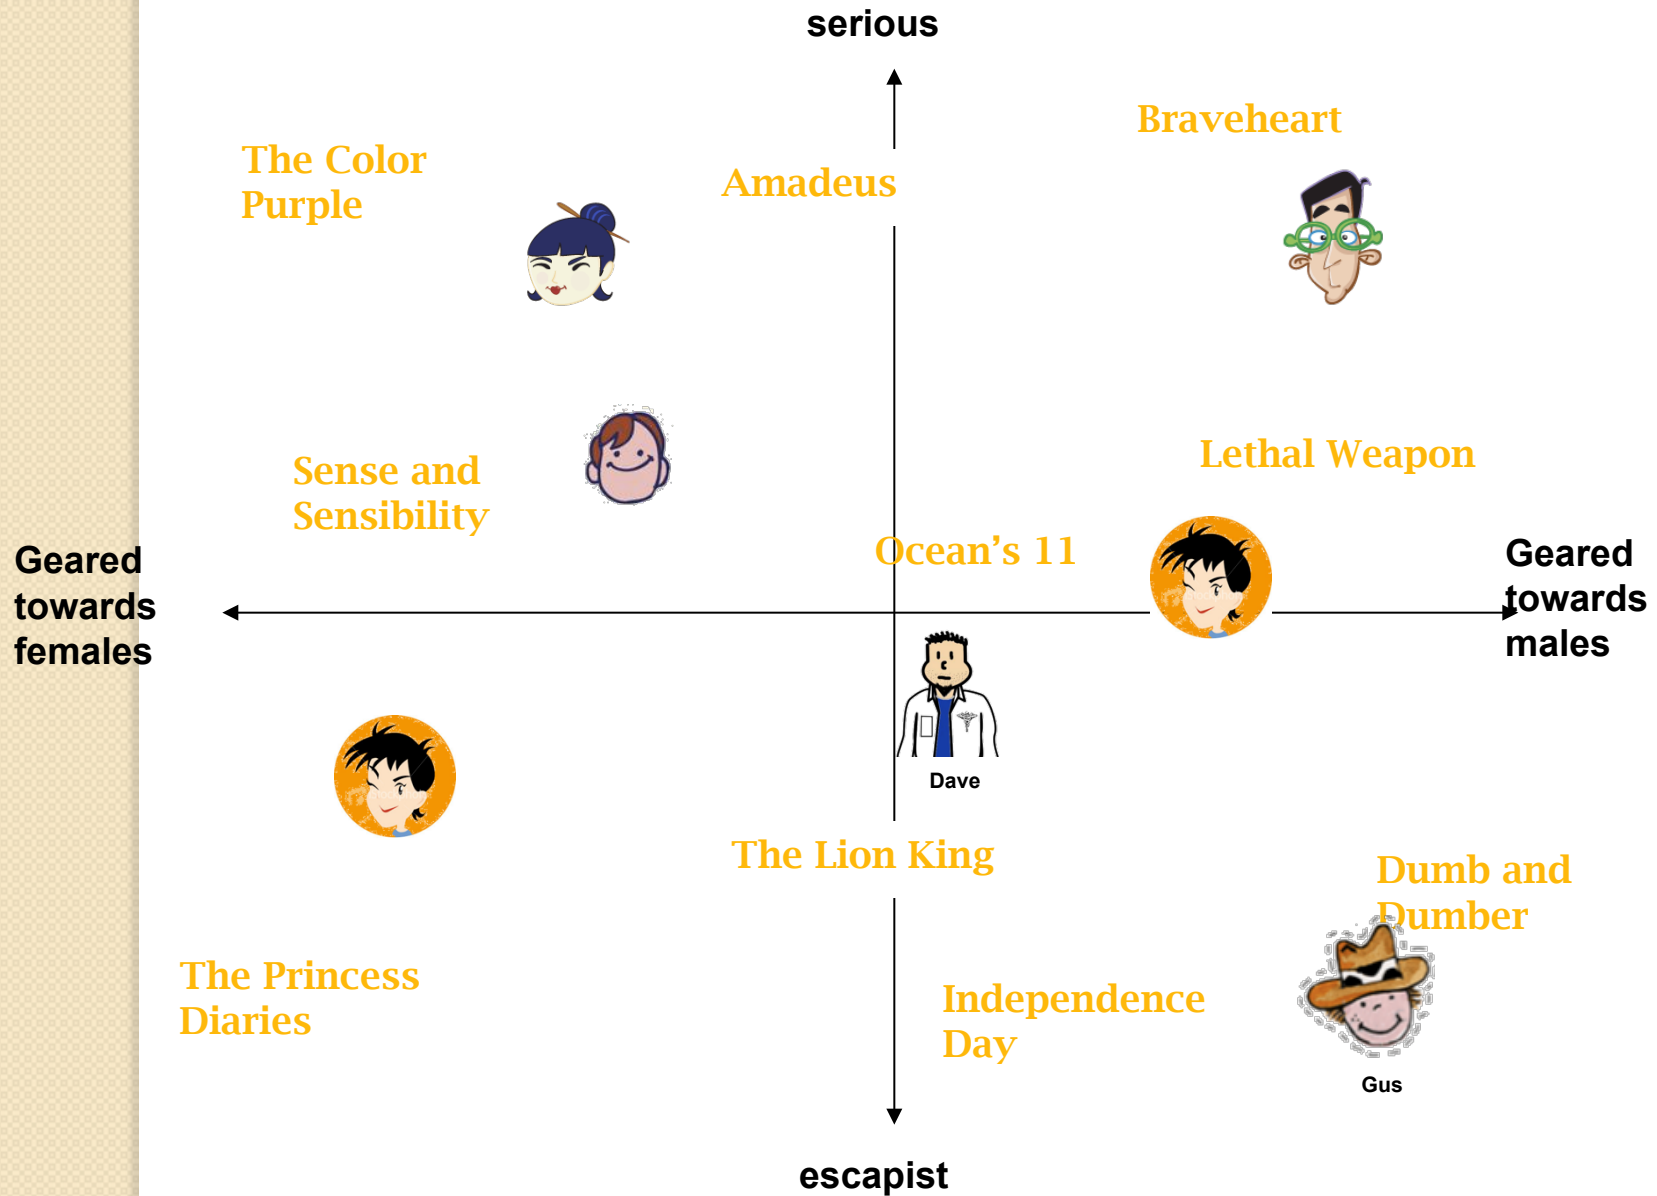 serious
Braveheart
The Color
Purple
Amadeus
Lethal Weapon
Sense and
Sensibility
Ocean's 11
Geared
towards
females
Geared
towards
males
Dave
The Lion King
Dumb and
Dumber
The Princess
Diaries
Independence
Day
Gus
escapist